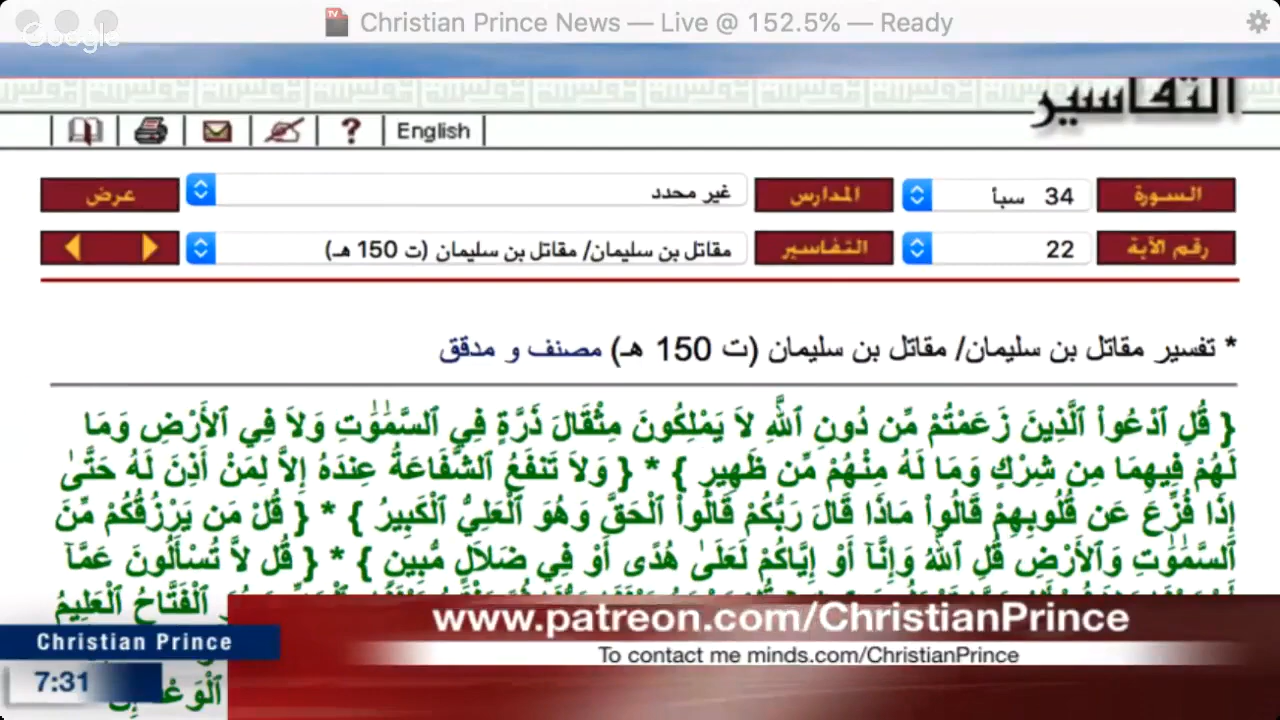 Christian Prince News — Live @ 152.5% — Ready
Google
TV
التفاسير
English
?
السورة 34 سبأ المدارس غير محدد عرض
رقم الآية 22 التفاسير مقاتل بن سليمان/ مقاتل بن سليمان (ت 150 هـ)
* تفسير مقاتل بن سليمان/ مقاتل بن سليمان (ت 150 هـ) مصنف و مدقق
{ قُلِ ٱدْعُواْ ٱلَّذِينَ زَعَمْتُمْ مِّن دُونِ ٱللَّهِ لاَ يَمْلِكُونَ مِثُقَالَ ذَرَّةٍ فِي ٱلسَّمَٰوَٰتِ وَلاَ فِي ٱلأَرْضِ وَمَا
لَهُمْ فِيهِمَا مِن شِرْكٍ وَمَا لَهُ مِنْهُمْ مِّن ظَهِيرٍ } * { وَلاَ تَنفَعُ ٱلشَّفَاعَةُ عِندَهُ إِلاَّ لِمَنْ أَذِنَ لَهُ حَتَّىٰ
إِذَا فُزِّعَ عَن قُلُوبِهِمْ قَالُواْ مَاذَا قَالَ رَبُّكُمْ قَالُواْ ٱلْحَقَّ وَهُوَ ٱلْعَلِيُّ ٱلْكَبِيرُ } * { قُلْ مَن يَرْزُقُكُمْ مِّنَ
ٱلسَّمَٰوَٰتِ وَٱلأَرْضِ قُلِ ٱللَّهُ وَإِنَّآ أَوْ إِيَّاكُمْ لَعَلَىٰ هُدًى أَوْ فِي ضَلاَلٍ مُّبِينٍ } * { قُل لاَّ تُسْأَلُونَ عَمَّآ
ٱلْفَتَّاحُ ٱلْعَلِيمُ
www.patreon.com/ChristianPrince
Christian Prince
To contact me minds.com/ChristianPrince
7:31